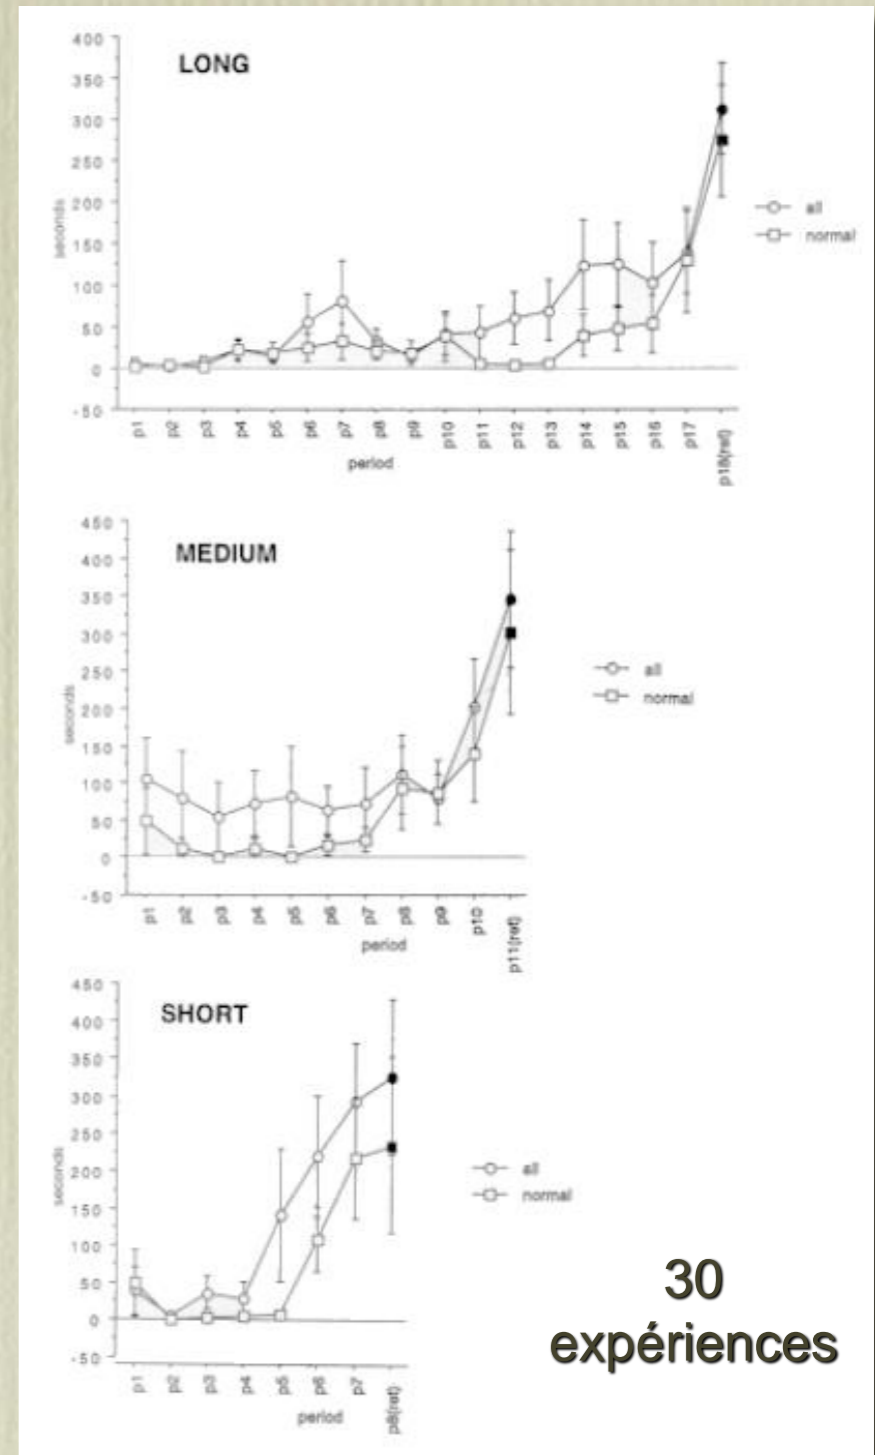 LONG
400
350
300
250
200
150
100
50
0
-50
seconds
all
normal
p1 p2 p3 p4 p5 p6 p7 p8 p9 p10 p11 p12 p13 p14 p15 p16 p17 p18(ret)
period
MEDIUM
450
400
350
300
250
200
150
100
50
0
-50
seconds
all
normal
p1 p2 p3 p4 p5 p6 p7 p8 p9 p10 p11(ret)
period
SHORT
450
400
350
300
250
200
150
100
50
0
-50
seconds
all
normal
p1 p2 p3 p4 p5 p6 p7 p8(ret)
period
30
expériences